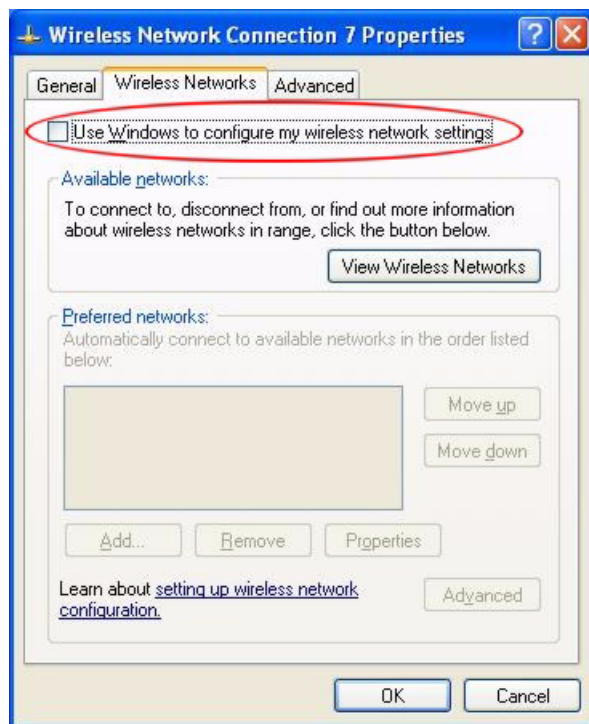 Wireless Network Connection 7 Properties
General Wireless Networks Advanced
Use Windows to configure my wireless network settings
Available networks:
To connect to, disconnect from, or find out more information
about wireless networks in range, click the button below.
View Wireless Networks
Preferred networks:
Automatically connect to available networks in the order listed
below:
Move up
Move down
Add... Remove Properties
Learn about setting up wireless network
configuration.
Advanced
OK Cancel